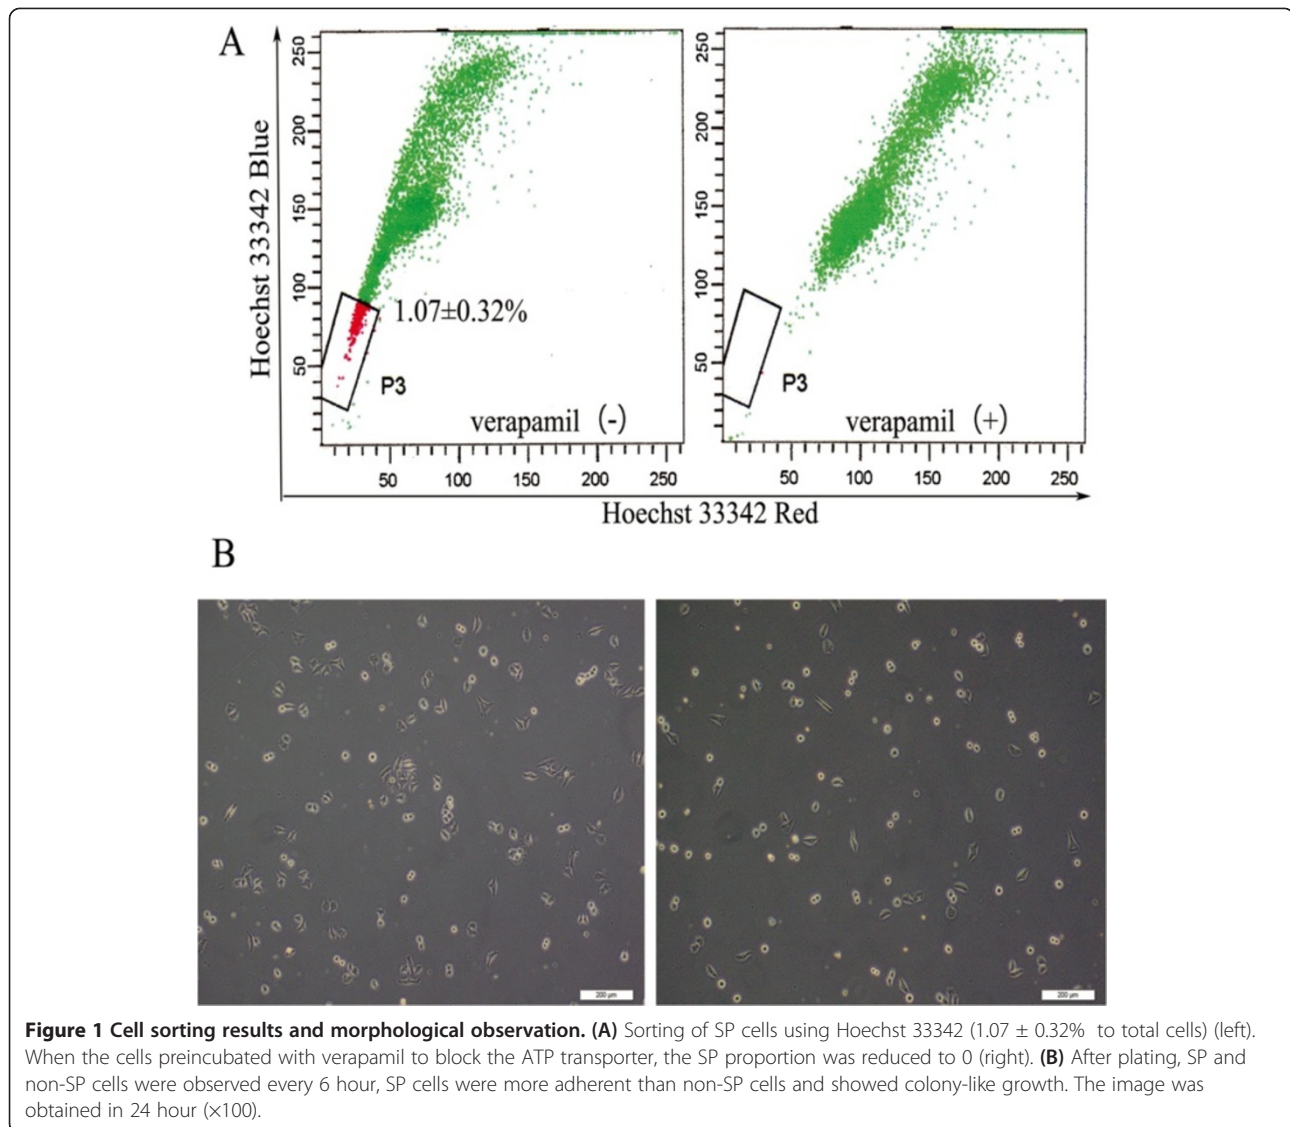 A
Hoechst 33342 Blue
250
200
150
100
50
1.07±0.32%
P3
verapamil (-)
50 100 150 200 250
250
200
150
100
50
P3
verapamil (+)
50 100 150 200 250
Hoechst 33342 Red
B
200 µm
200 µm
Figure 1 Cell sorting results and morphological observation. (A) Sorting of SP cells using Hoechst 33342 (1.07 ± 0.32% to total cells) (left).
When the cells preincubated with verapamil to block the ATP transporter, the SP proportion was reduced to 0 (right). (B) After plating, SP and
non-SP cells were observed every 6 hour, SP cells were more adherent than non-SP cells and showed colony-like growth. The image was
obtained in 24 hour (×100).